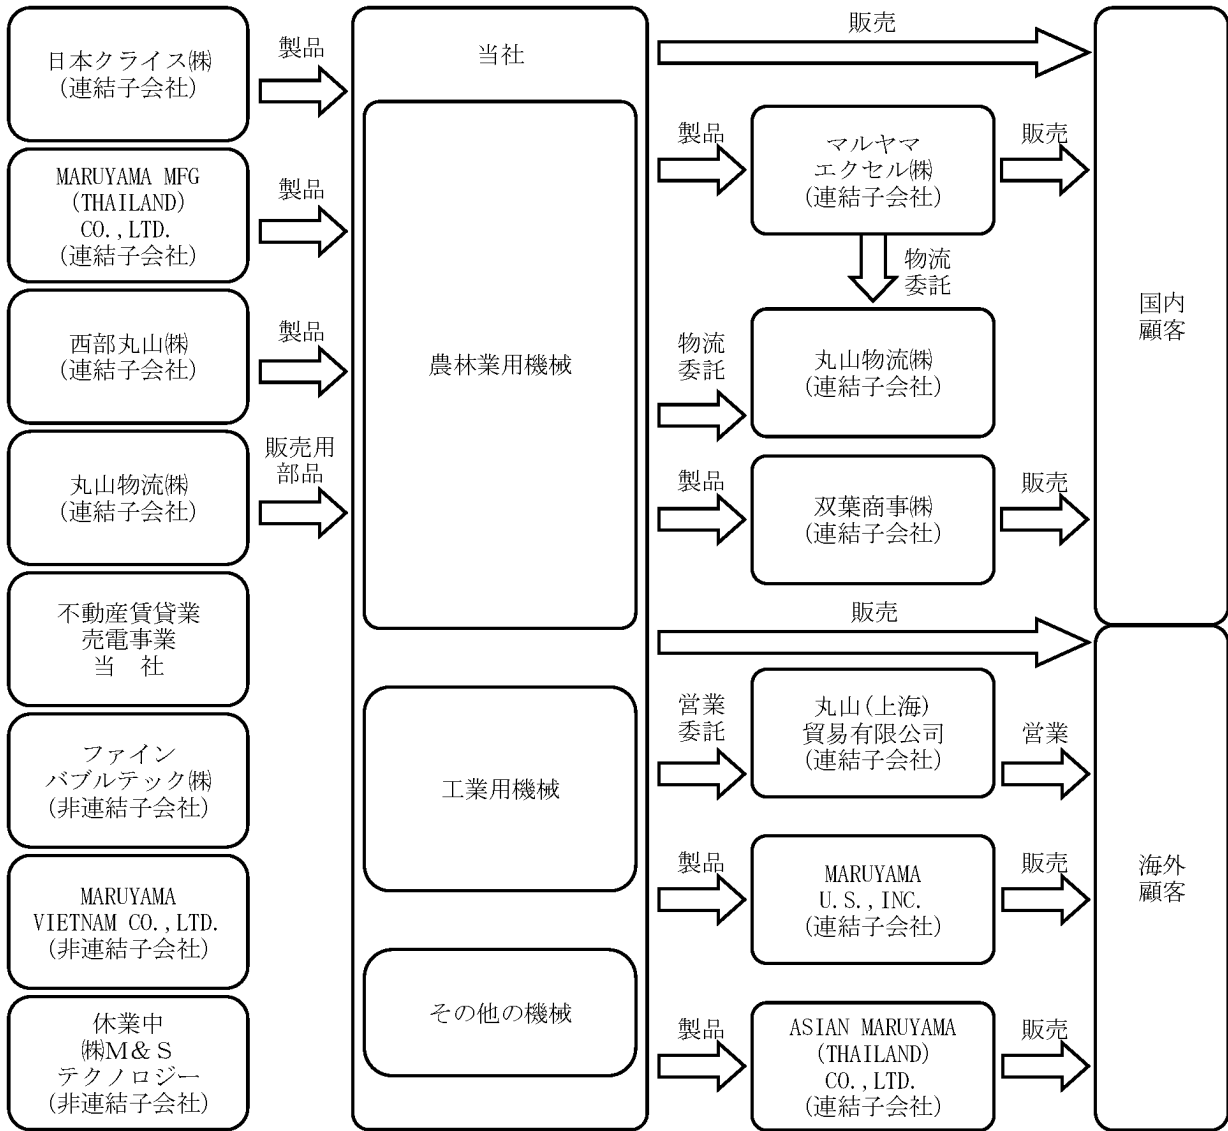 日本クライス㈱
(連結子会社)
製品
MARUYAMA MFG
(THAILAND)
CO.,LTD.
(連結子会社)
製品
西部丸山㈱
(連結子会社)
製品
丸山物流㈱
(連結子会社)
販売用
部品
不動産賃貸業
売電事業
当　社
ファイン
バブルテック㈱
(非連結子会社)
MARUYAMA
VIETNAM CO.,LTD.
(非連結子会社)
休業中
㈱M&S
テクノロジー
(非連結子会社)
当社
農林業用機械
工業用機械
その他の機械
販売
製品
マルヤマ
エクセル㈱
(連結子会社)
販売
物流
委託
物流
委託
丸山物流㈱
(連結子会社)
製品
双葉商事㈱
(連結子会社)
販売
販売
営業
委託
丸山(上海)
貿易有限公司
(連結子会社)
営業
製品
MARUYAMA
U.S.,INC.
(連結子会社)
販売
製品
ASIAN MARUYAMA
(THAILAND)
CO.,LTD.
(連結子会社)
販売
国内
顧客
海外
顧客